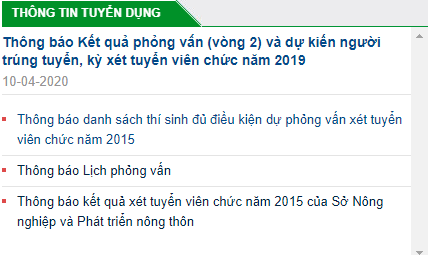 THÔNG TIN TUYỂN DỤNG
Thông báo Kết quả phỏng vấn (vòng 2) và dự kiến người
trúng tuyển, kỳ xét tuyển viên chức năm 2019
10-04-2020
Thông báo danh sách thí sinh đủ điều kiện dự phỏng vấn xét tuyển
viên chức năm 2015
Thông báo Lịch phỏng vấn
Thông báo kết quả xét tuyển viên chức năm 2015 của Sở Nông
nghiệp và Phát triển nông thôn